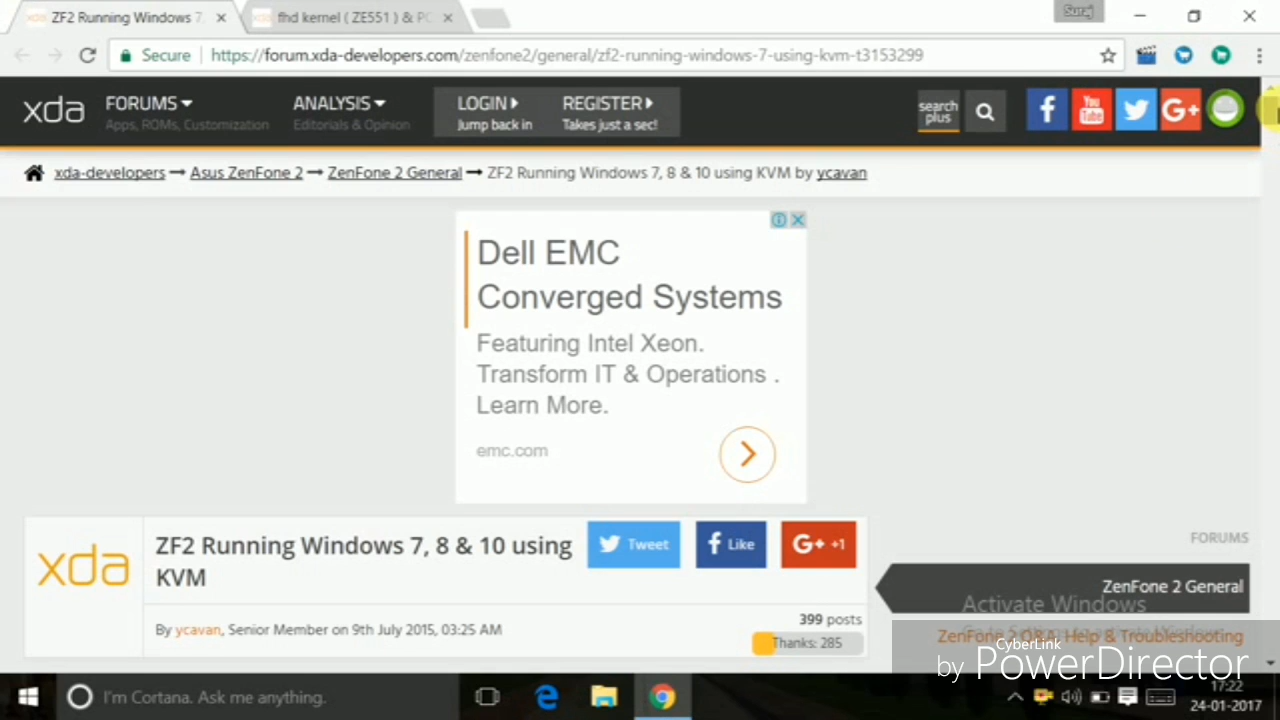 ZF2 Running Windows 7,
fhd kernel ( ZE551 ) & PC
Suraj
Secure
https://forum.xda-developers.com/zenfone2/general/zf2-running-windows-7-using-kvm-t3153299
xda
FORUMS
Apps, ROMs, Customization
ANALYSIS
Editorials & Opinion
LOGIN
Jump back in
REGISTER
Takes just a sec!
search
plus
You
Tube
G+
xda-developers → Asus ZenFone 2 → ZenFone 2 General → ZF2 Running Windows 7, 8 & 10 using KVM by ycavan
Dell EMC
Converged Systems
Featuring Intel Xeon.
Transform IT & Operations .
Learn More.
emc.com
xda
ZF2 Running Windows 7, 8 & 10 using
KVM
Tweet
Like
G+ +1
By ycavan, Senior Member on 9th July 2015, 03:25 AM
399 posts
Thanks: 285
FORUMS
ZenFone 2 General
Activate Windows
ZenFone 2 Q&A, Help & Troubleshooting
CyberLink
by PowerDirector
I'm Cortana. Ask me anything.
17:22
24-01-2017